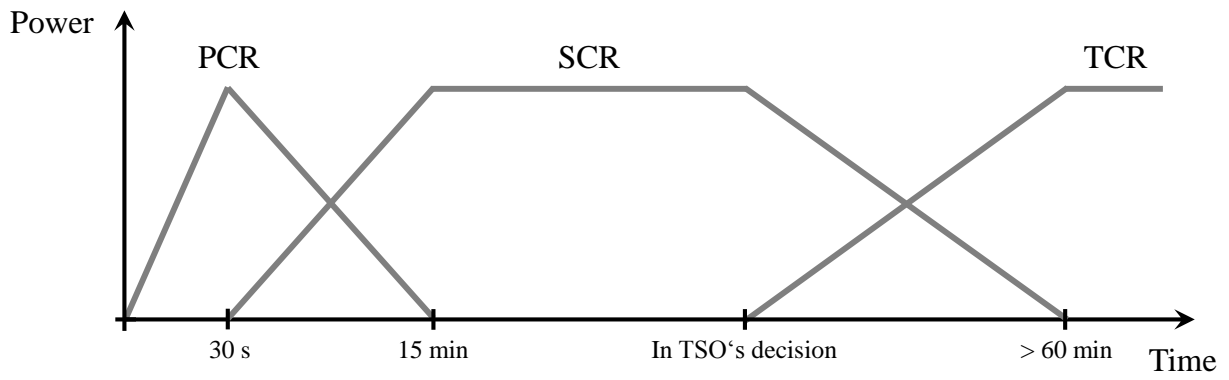 Power
PCR
SCR
TCR
30 s
15 min
In TSO‘s decision
> 60 min
Time